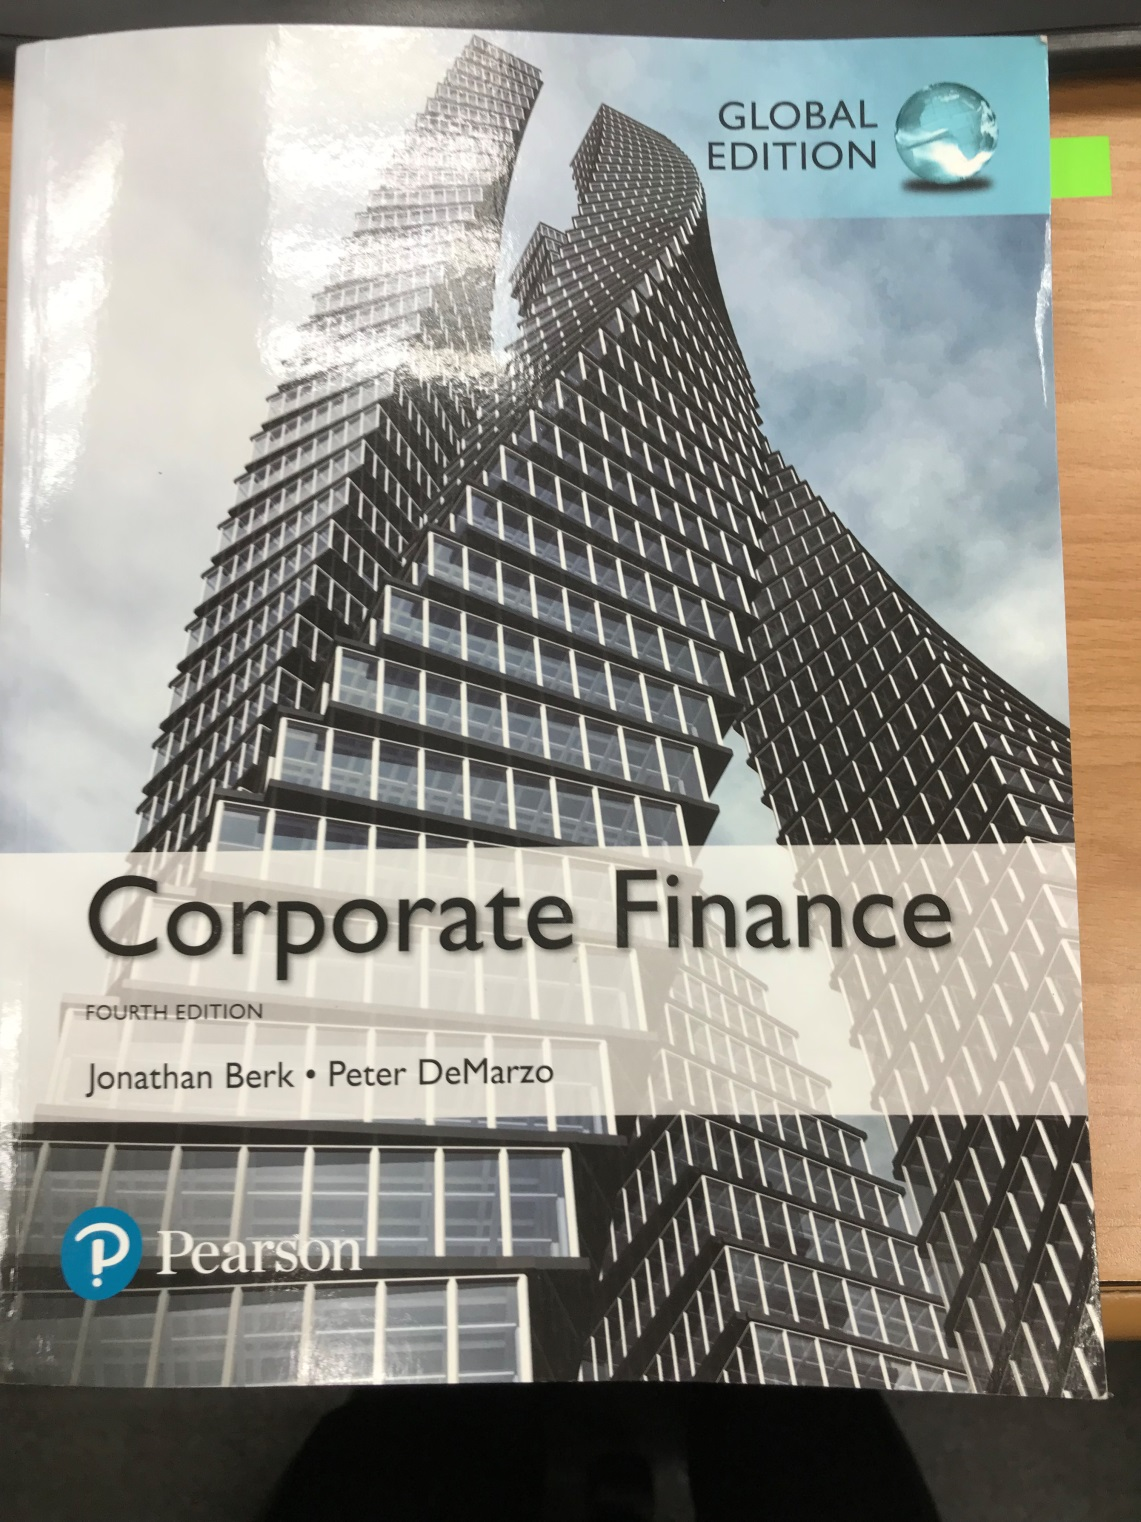 GLOBAL
EDITION
Corporate Finance
FOURTH EDITION
Jonathan Berk • Peter DeMarzo
Pearson